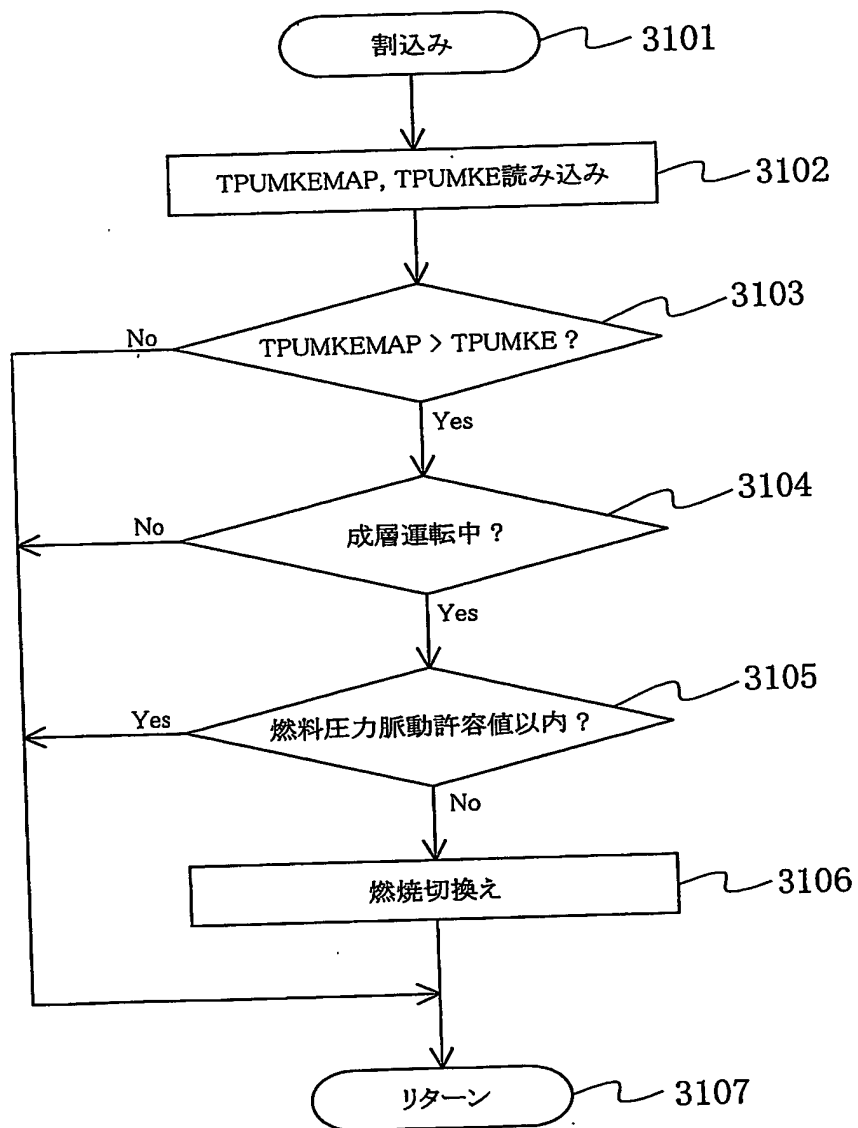 割込み
3101
TPUMKEMAP, TPUMKE読み込み
3102
TPUMKEMAP > TPUMKE ?
3103
No
Yes
成層運転中 ?
3104
No
Yes
燃料圧力脈動許容値以内 ?
3105
Yes
No
燃焼切換え
3106
リターン
3107